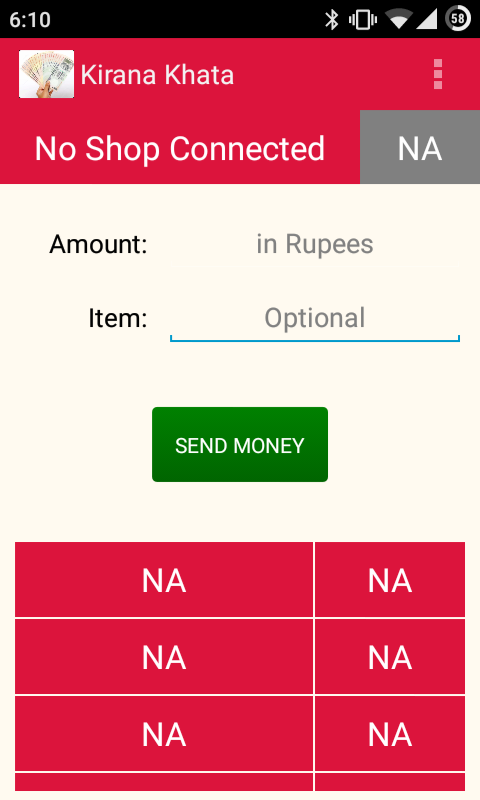 6:10
58
Kirana Khata
No Shop Connected NA
Amount: in Rupees
Item: Optional
SEND MONEY
NA NA
NA NA
NA NA